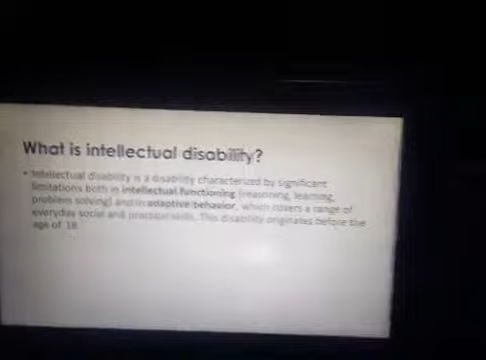 What is intellectual disability?
• Intellectual disability is a disability characterized by significant
limitations both in intellectual functioning (reasoning, learning,
problem solving) and in adaptive behavior, which covers a range of
everyday social and practical skills. This disability originates before the
age of 18.